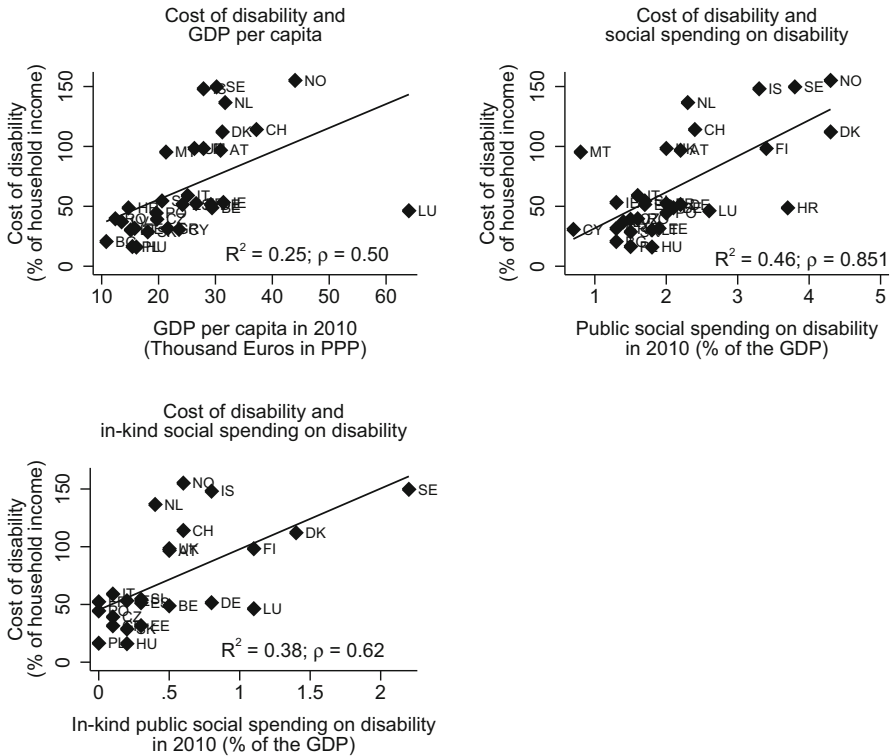 Cost of disability and
GDP per capita
Cost of disability
(% of household income)
150
100
50
0
NO
SE
NL
DK
CH
AT
MT
IT
LU
BE
CY
BG
HU
R² = 0.25; ρ = 0.50
10 20 30 40 50 60
GDP per capita in 2010
(Thousand Euros in PPP)
Cost of disability and
social spending on disability
Cost of disability
(% of household income)
150
100
50
0
NO
SE
IS
NL
CH
DK
MT
AT
FI
IT
LU
HR
CY
EE
HU
R² = 0.46; ρ = 0.851
1 2 3 4 5
Public social spending on disability
in 2010 (% of the GDP)
Cost of disability and
in-kind social spending on disability
Cost of disability
(% of household income)
150
100
50
0
NO
IS
SE
NL
CH
DK
UK
AT
FI
IT
SI
ES
BE
DE
LU
CZ
EE
SK
PL
HU
R² = 0.38; ρ = 0.62
0 .5 1 1.5 2
In-kind public social spending on disability
in 2010 (% of the GDP)